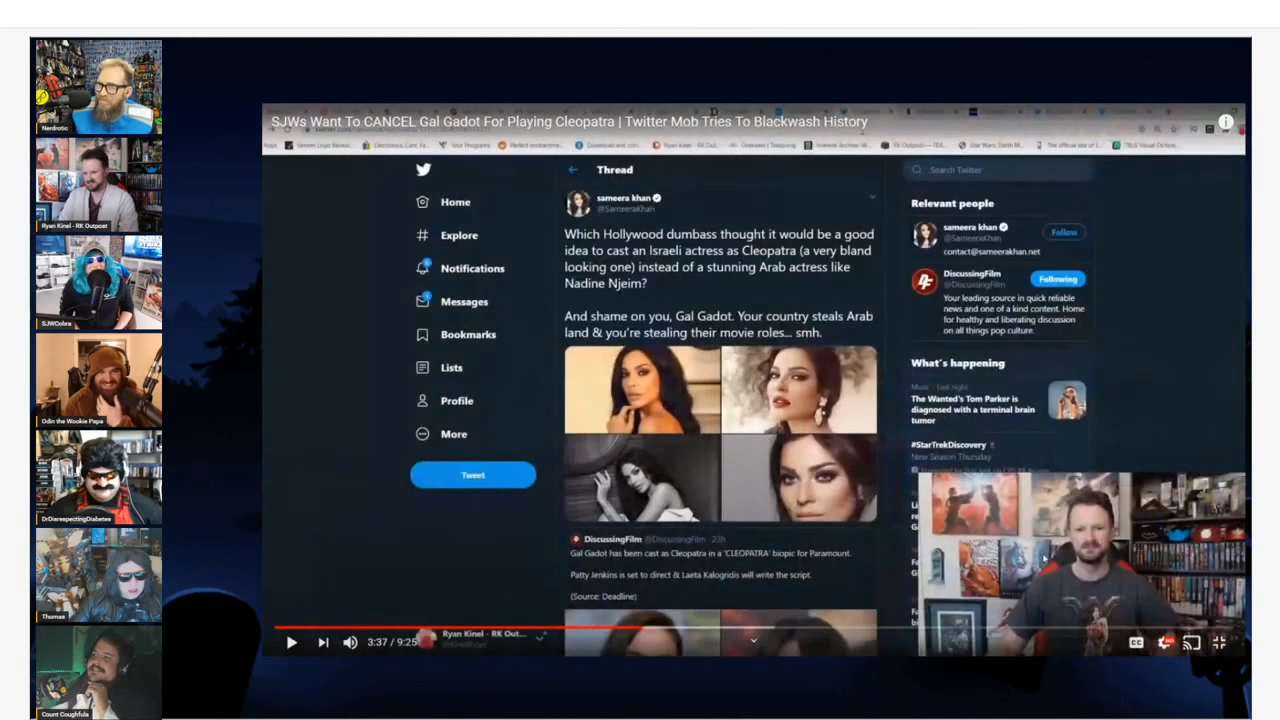 SJWs Want To CANCEL Gal Gadot For Playing Cleopatra | Twitter Mob Tries To Blackwash History
Nerdrotic
Ryan Kinel - RK Outpost
SJWCobra
Odin the Wookie Papa
DrDisrespectingDiabetes
Thomas
Count Coughfula
Home
Explore
Notifications
Messages
Bookmarks
Lists
Profile
More
Tweet
Thread
sameera khan
@SameeraKhan
Which Hollywood dumbass thought it would be a good
idea to cast an Israeli actress as Cleopatra (a very bland
looking one) instead of a stunning Arab actress like
Nadine Njeim?
And shame on you, Gal Gadot. Your country steals Arab
land & you're stealing their movie roles... smh.
DiscussingFilm @DiscussingFilm · 23h
Gal Gadot has been cast as Cleopatra in a 'CLEOPATRA' biopic for Paramount.
Patty Jenkins is set to direct & Laeta Kalogridis will write the script.
(Source: Deadline)
Search Twitter
Relevant people
sameera khan
@SameeraKhan
Follow
contact@sameerakhan.net
DiscussingFilm
@DiscussingFilm
Following
Your leading source in quick reliable
news and one of a kind content. Home
for healthy and liberating discussion
on all things pop culture.
What's happening
Music · Last night
The Wanted's Tom Parker is
diagnosed with a terminal brain
tumor
#StarTrekDiscovery
New Season Thursday
3:37 / 9:25
Ryan Kinel - RK Out...
CC
HD